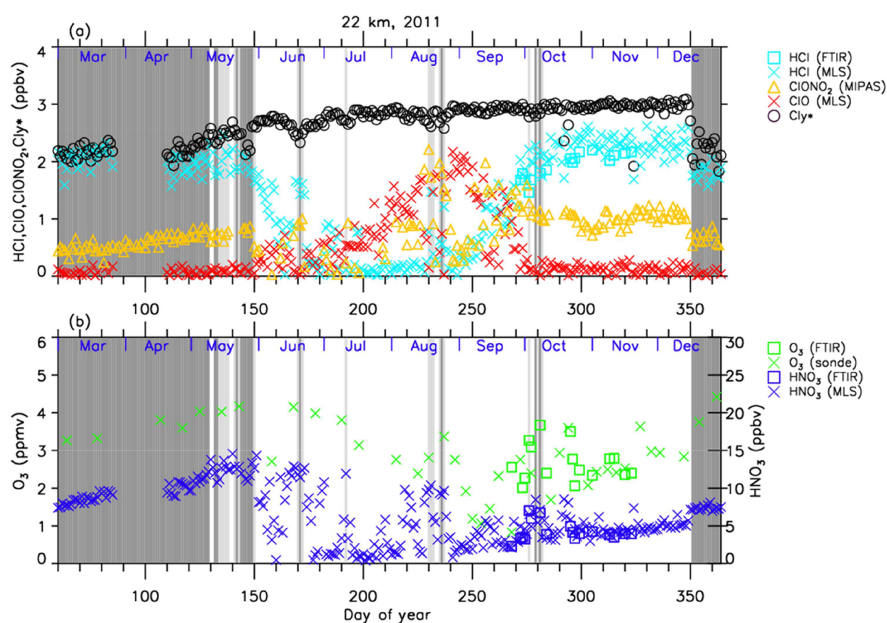 22 km, 2011
(a)
Mar Apr May Jun Jul Aug Sep Oct Nov Dec
HCl,ClO,ClONO2,Cly* (ppbv)
4
3
2
1
0
100 150 200 250 300 350
HCl (FTIR)
HCl (MLS)
ClONO2 (MIPAS)
ClO (MLS)
Cly*
(b)
Mar Apr May Jun Jul Aug Sep Oct Nov Dec
O3 (ppmv)
6
5
4
3
2
1
0
30
25
20
15
10
5
0
HNO3 (ppbv)
100 150 200 250 300 350
Day of year
O3 (FTIR)
O3 (sonde)
HNO3 (FTIR)
HNO3 (MLS)